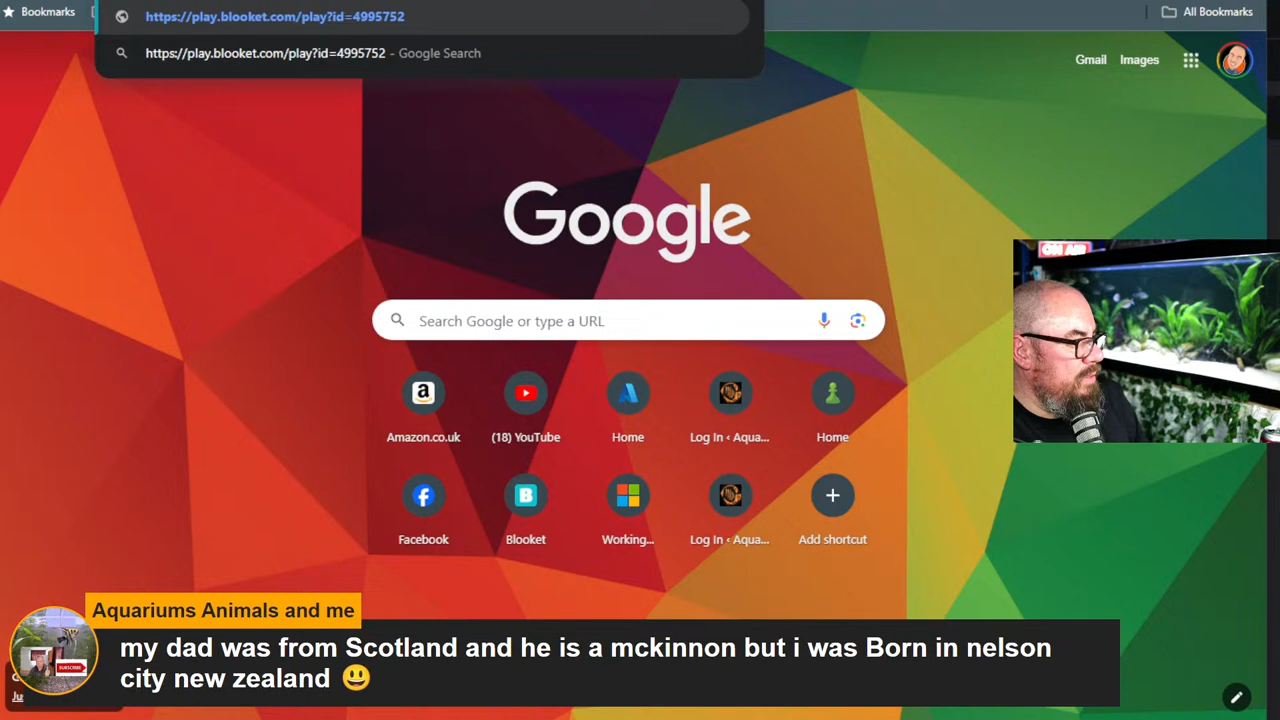 Bookmarks
https://play.blooket.com/play?id=4995752
All Bookmarks
https://play.blooket.com/play?id=4995752 - Google Search
Gmail
Images
Google
ON AIR
Search Google or type a URL
Amazon.co.uk
(18) YouTube
Home
Log In ‹ Aqua...
Home
Facebook
Blooket
Working...
Log In ‹ Aqua...
Add shortcut
Aquariums Animals and me
my dad was from Scotland and he is a mckinnon but i was Born in nelson
city new zealand 😃
SUBSCRIBE